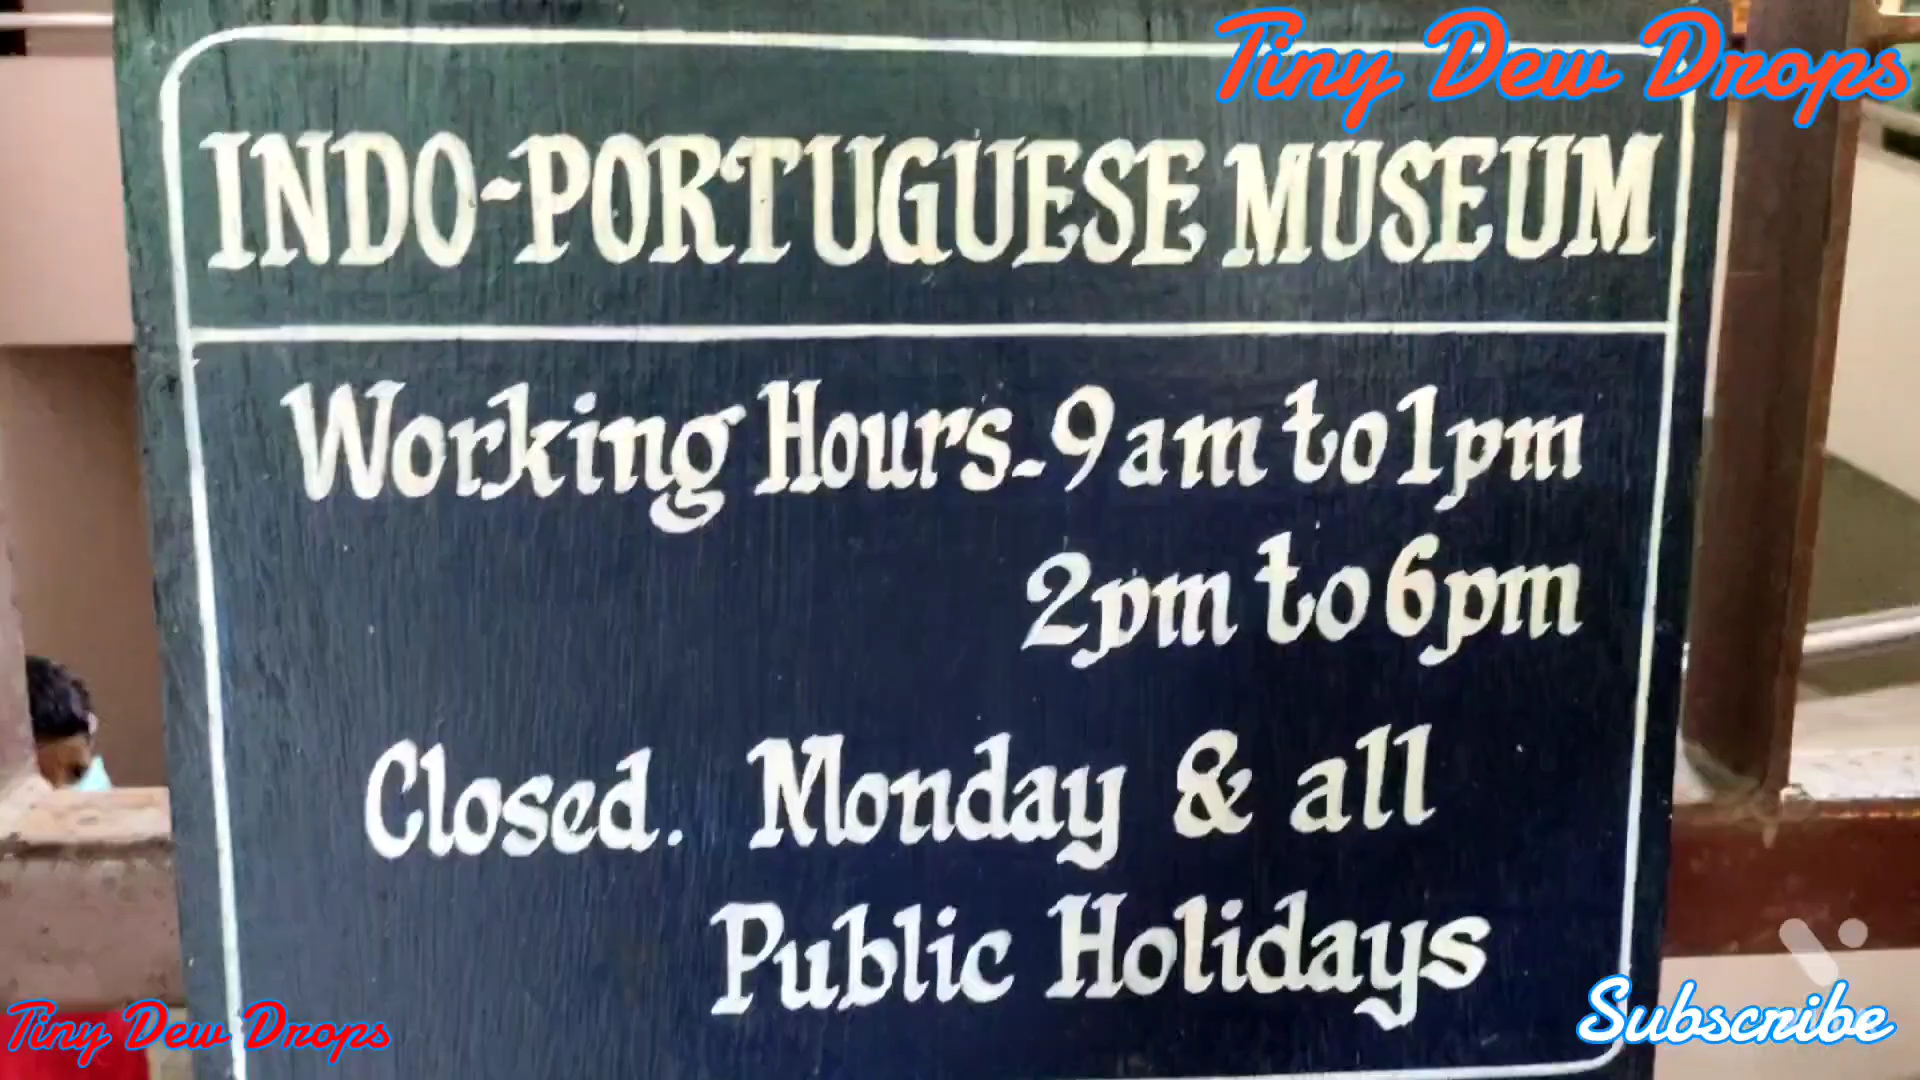 Tiny Dew Drops
INDO-PORTUGUESE MUSEUM
Working Hours-9am to 1pm
2pm to 6pm
Closed. Monday & all
Public Holidays
Tiny Dew Drops
Subscribe